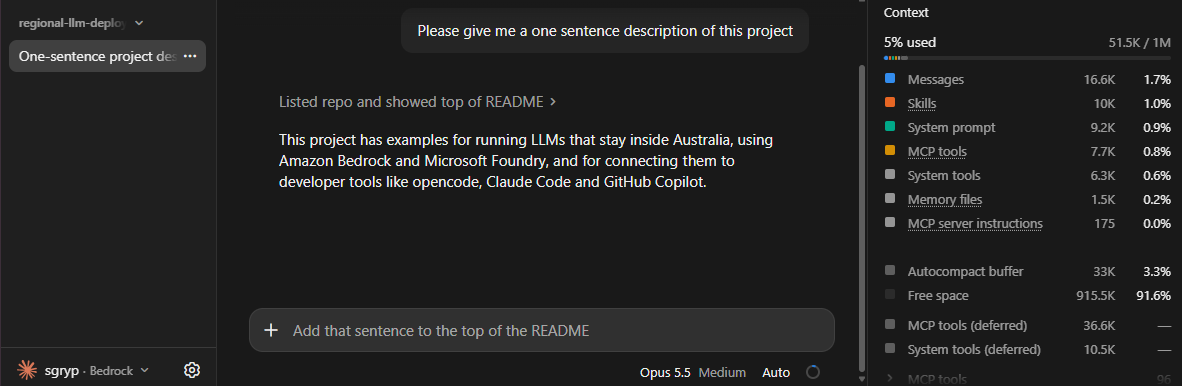 regional-llm-deplo
One-sentence project des
sgryp · Bedrock
Please give me a one sentence description of this project
Listed repo and showed top of README
This project has examples for running LLMs that stay inside Australia, using
Amazon Bedrock and Microsoft Foundry, and for connecting them to
developer tools like opencode, Claude Code and GitHub Copilot.
Add that sentence to the top of the README
Opus 5.5 Medium Auto
Context
5% used 51.5K / 1M
Messages 16.6K 1.7%
Skills 10K 1.0%
System prompt 9.2K 0.9%
MCP tools 7.7K 0.8%
System tools 6.3K 0.6%
Memory files 1.5K 0.2%
MCP server instructions 175 0.0%
Autocompact buffer 33K 3.3%
Free space 915.5K 91.6%
MCP tools (deferred) 36.6K —
System tools (deferred) 10.5K —
MCP tools 96